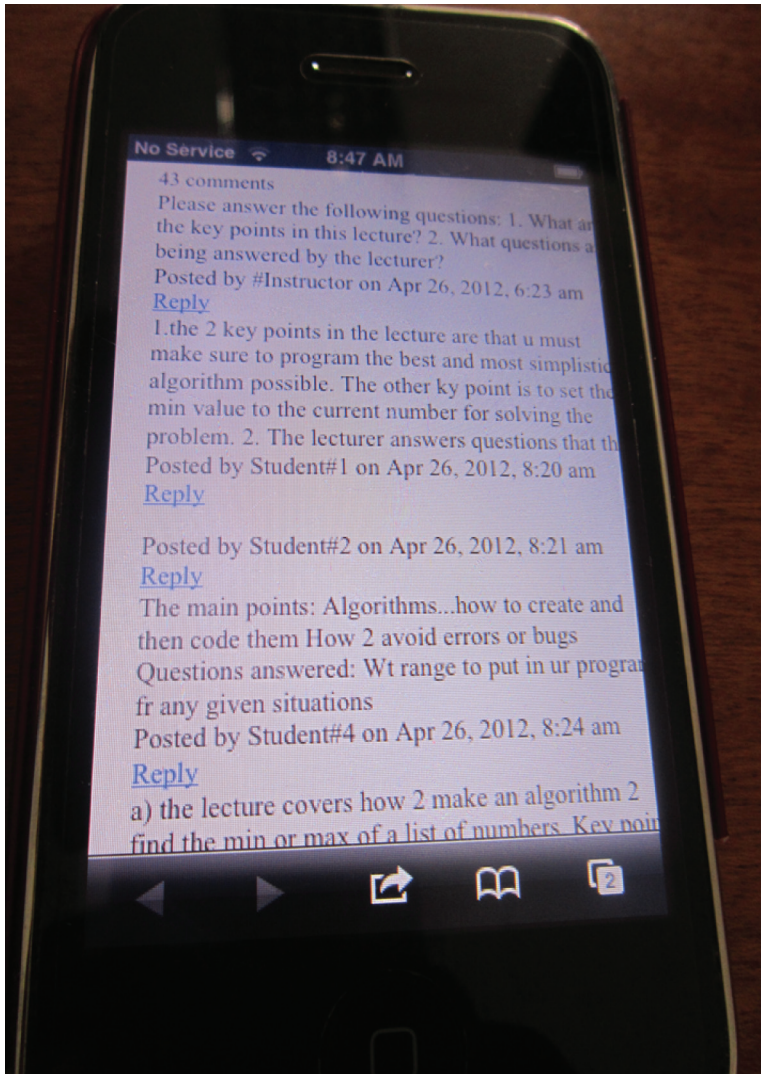 No Service
8:47 AM
43 comments
Please answer the following questions: 1. What
the key points in this lecture? 2. What questions
being answered by the lecturer?
Posted by #Instructor on Apr 26, 2012, 6:23 am
Reply
1.the 2 key points in the lecture are that u must
make sure to program the best and most simplistic
algorithm possible. The other ky point is to set the
min value to the current number for solving the
problem. 2. The lecturer answers questions that
Posted by Student#1 on Apr 26, 2012, 8:20 am
Reply
Posted by Student#2 on Apr 26, 2012, 8:21 am
Reply
The main points: Algorithms...how to create and
then code them How 2 avoid errors or bugs
Questions answered: Wt range to put in ur
fr any given situations
Posted by Student#4 on Apr 26, 2012, 8:24 am
Reply
a) the lecture covers how 2 make an algorithm 2
find the min or max of a list of numbers Key
2